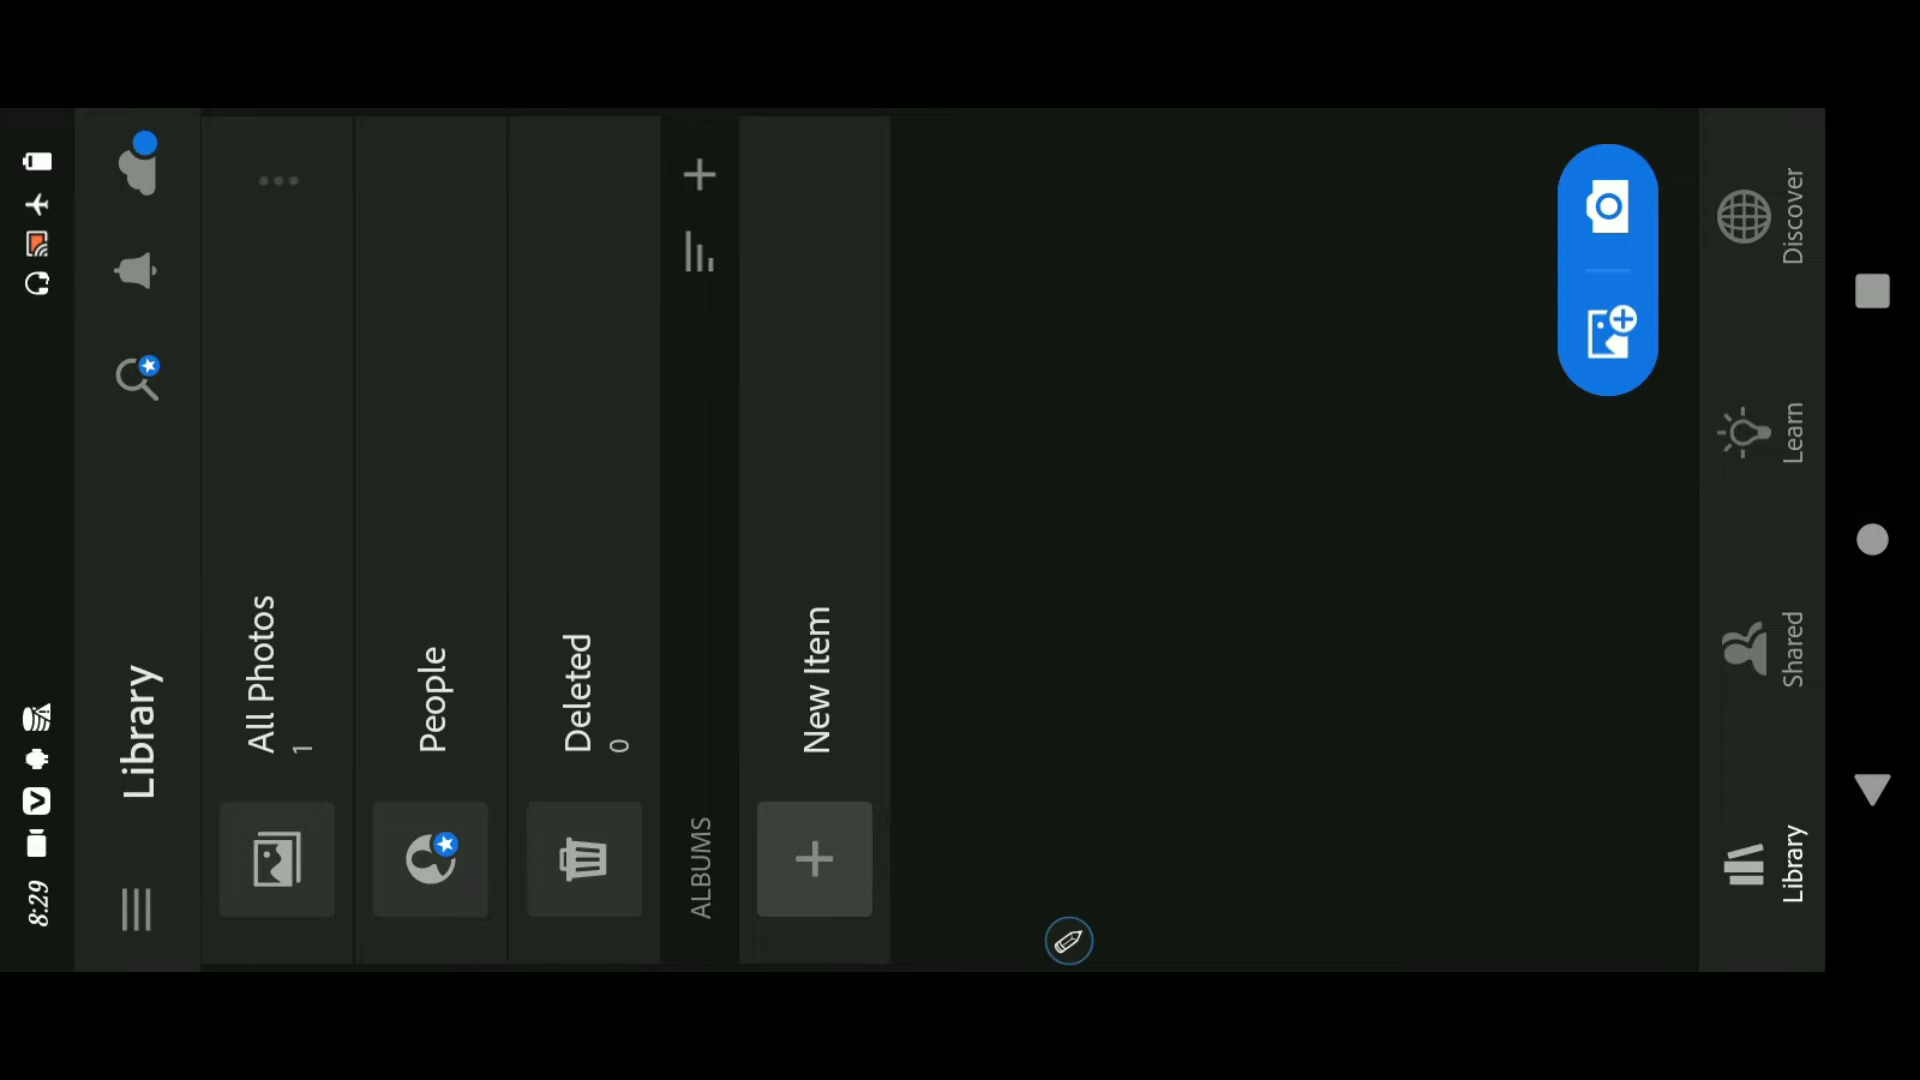 8:29
Library
All Photos
1
People
Deleted
0
ALBUMS
New Item
Library
Shared
Learn
Discover